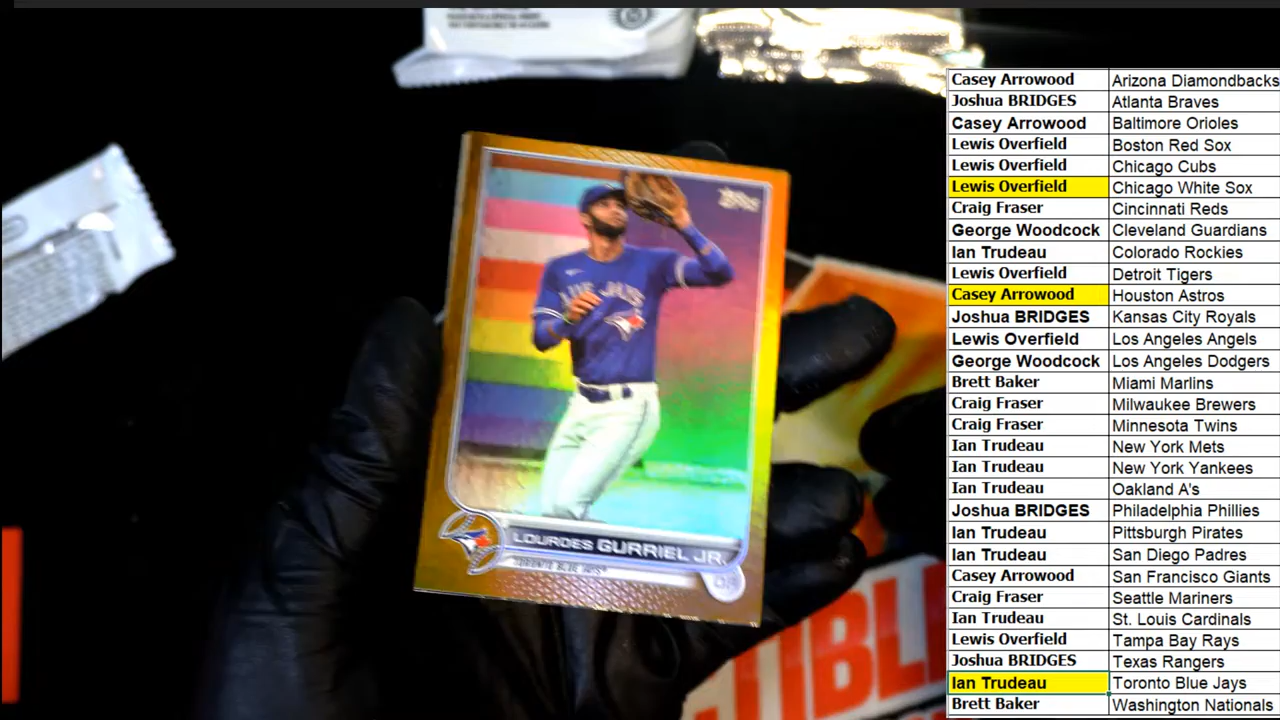 topps
BLUE JAYS
LOURDES GURRIEL JR.
TORONTO BLUE JAYS
Casey Arrowood Arizona Diamondbacks
Joshua BRIDGES Atlanta Braves
Casey Arrowood Baltimore Orioles
Lewis Overfield Boston Red Sox
Lewis Overfield Chicago Cubs
Lewis Overfield Chicago White Sox
Craig Fraser Cincinnati Reds
George Woodcock Cleveland Guardians
Ian Trudeau Colorado Rockies
Lewis Overfield Detroit Tigers
Casey Arrowood Houston Astros
Joshua BRIDGES Kansas City Royals
Lewis Overfield Los Angeles Angels
George Woodcock Los Angeles Dodgers
Brett Baker Miami Marlins
Craig Fraser Milwaukee Brewers
Craig Fraser Minnesota Twins
Ian Trudeau New York Mets
Ian Trudeau New York Yankees
Ian Trudeau Oakland A's
Joshua BRIDGES Philadelphia Phillies
Ian Trudeau Pittsburgh Pirates
Ian Trudeau San Diego Padres
Casey Arrowood San Francisco Giants
Craig Fraser Seattle Mariners
Ian Trudeau St. Louis Cardinals
Lewis Overfield Tampa Bay Rays
Joshua BRIDGES Texas Rangers
Ian Trudeau Toronto Blue Jays
Brett Baker Washington Nationals